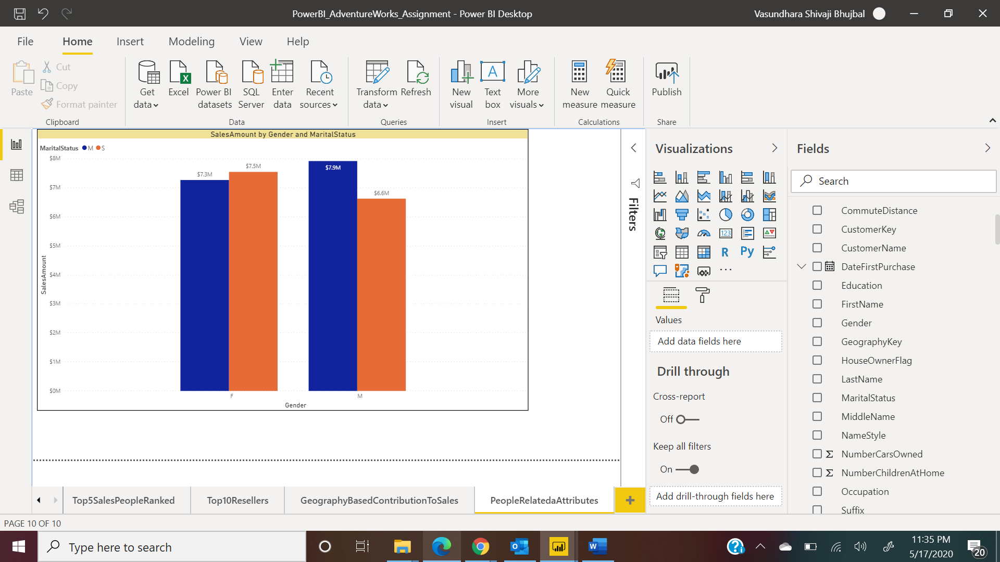 PowerBI_AdventureWorks_Assignment - Power BI Desktop
Vasundhara Shivaji Bhujbal
File Home Insert Modeling View Help
Paste
Cut
Copy
Format painter
Clipboard
Get data
Excel
Power BI datasets
SQL Server
Enter data
Recent sources
Data
Transform data
Refresh
Queries
New visual
A
Text box
More visuals
Insert
New measure
Quick measure
Calculations
Publish
Share
SalesAmount by Gender and MaritalStatus
MaritalStatus M S
$8M
$7M
$6M
$5M
$4M
$3M
$2M
$1M
$0M
SalesAmount
$7.3M
$7.5M
$7.9M
$6.6M
F
M
Gender
Filters
Visualizations
123
R
Py
Values
Add data fields here
Drill through
Cross-report
Off
Keep all filters
On
Add drill-through fields here
Fields
Search
CommuteDistance
CustomerKey
CustomerName
DateFirstPurchase
Education
FirstName
Gender
GeographyKey
HouseOwnerFlag
LastName
MaritalStatus
MiddleName
NameStyle
Σ NumberCarsOwned
Σ NumberChildrenAtHome
Occupation
Suffix
Top5SalesPeopleRanked
Top10Resellers
GeographyBasedContributionToSales
PeopleRelatedaAttributes
PAGE 10 OF 10
Type here to search
11:35 PM
5/17/2020
20